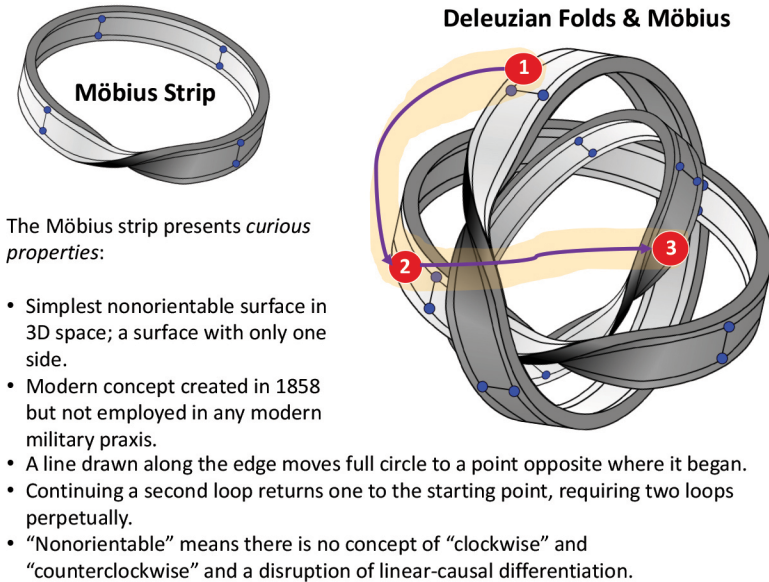 Möbius Strip
The Möbius strip presents curious
properties:
• Simplest nonorientable surface in
3D space; a surface with only one
side.
• Modern concept created in 1858
but not employed in any modern
military praxis.
• A line drawn along the edge moves full circle to a point opposite where it began.
• Continuing a second loop returns one to the starting point, requiring two loops
perpetually.
• “Nonorientable” means there is no concept of “clockwise” and
“counterclockwise” and a disruption of linear-causal differentiation.
Deleuzian Folds & Möbius
1
2
3